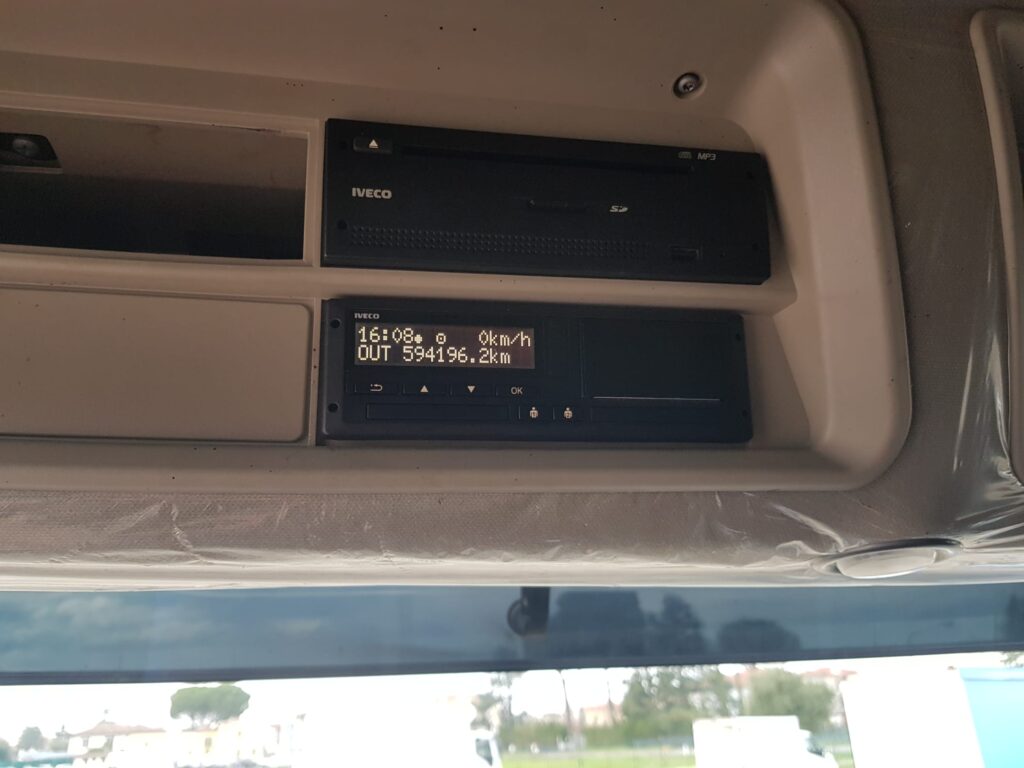 MP3
IVECO
SD
IVECO
16:08 0km/h
OUT 594196.2km
OK